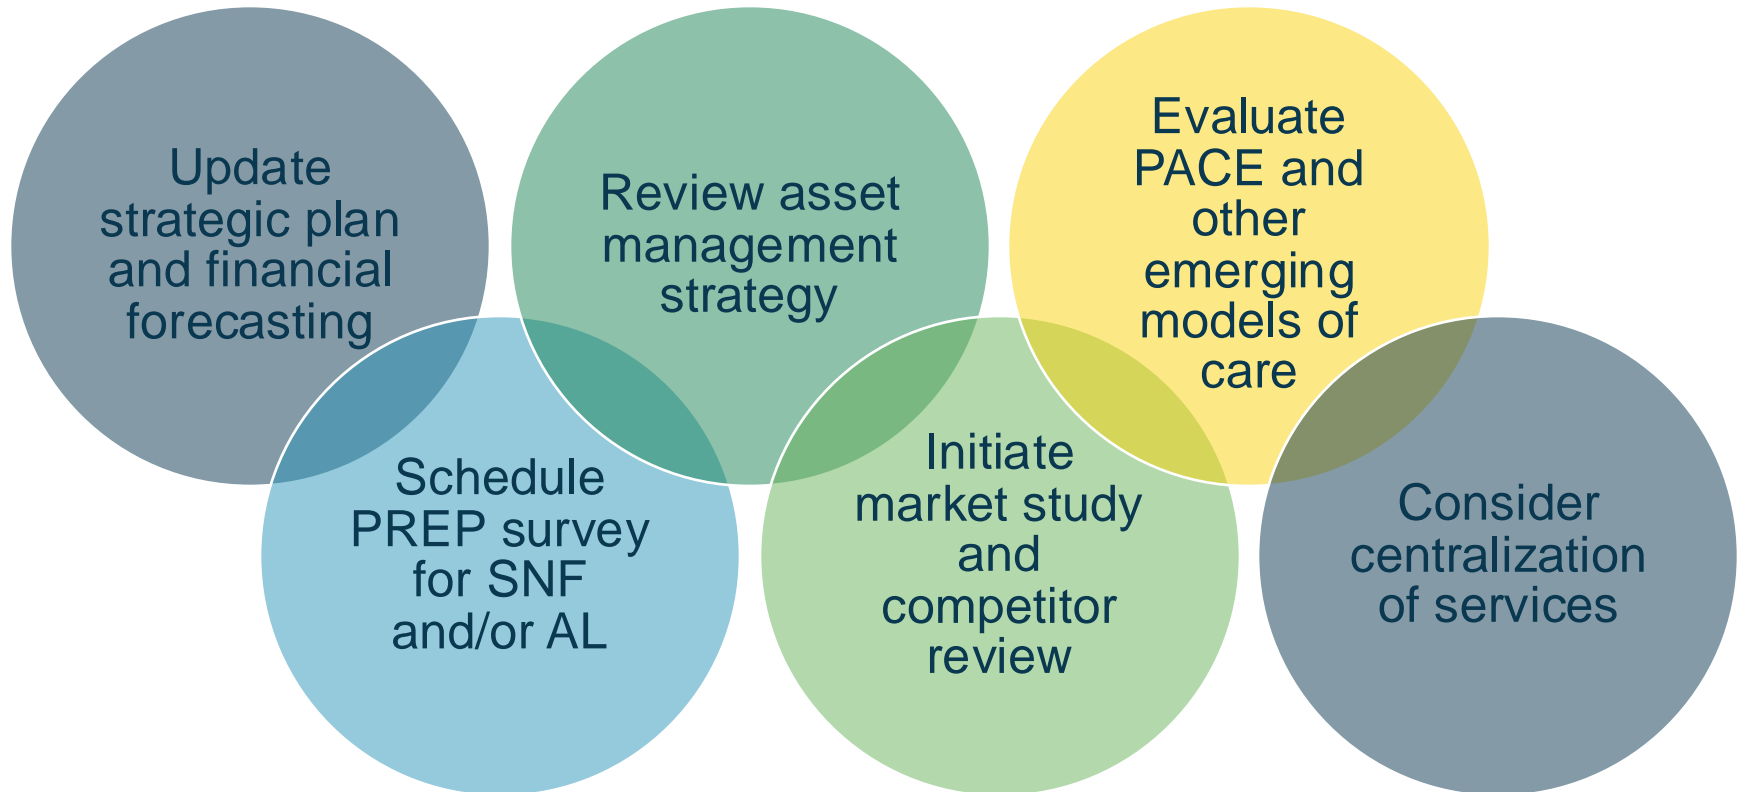 Update
strategic plan
and financial
forecasting
Schedule
PREP survey
for SNF
and/or AL
Review asset
management
strategy
Initiate
market study
and
competitor
review
Evaluate
PACE and
other
emerging
models of
care
Consider
centralization
of services